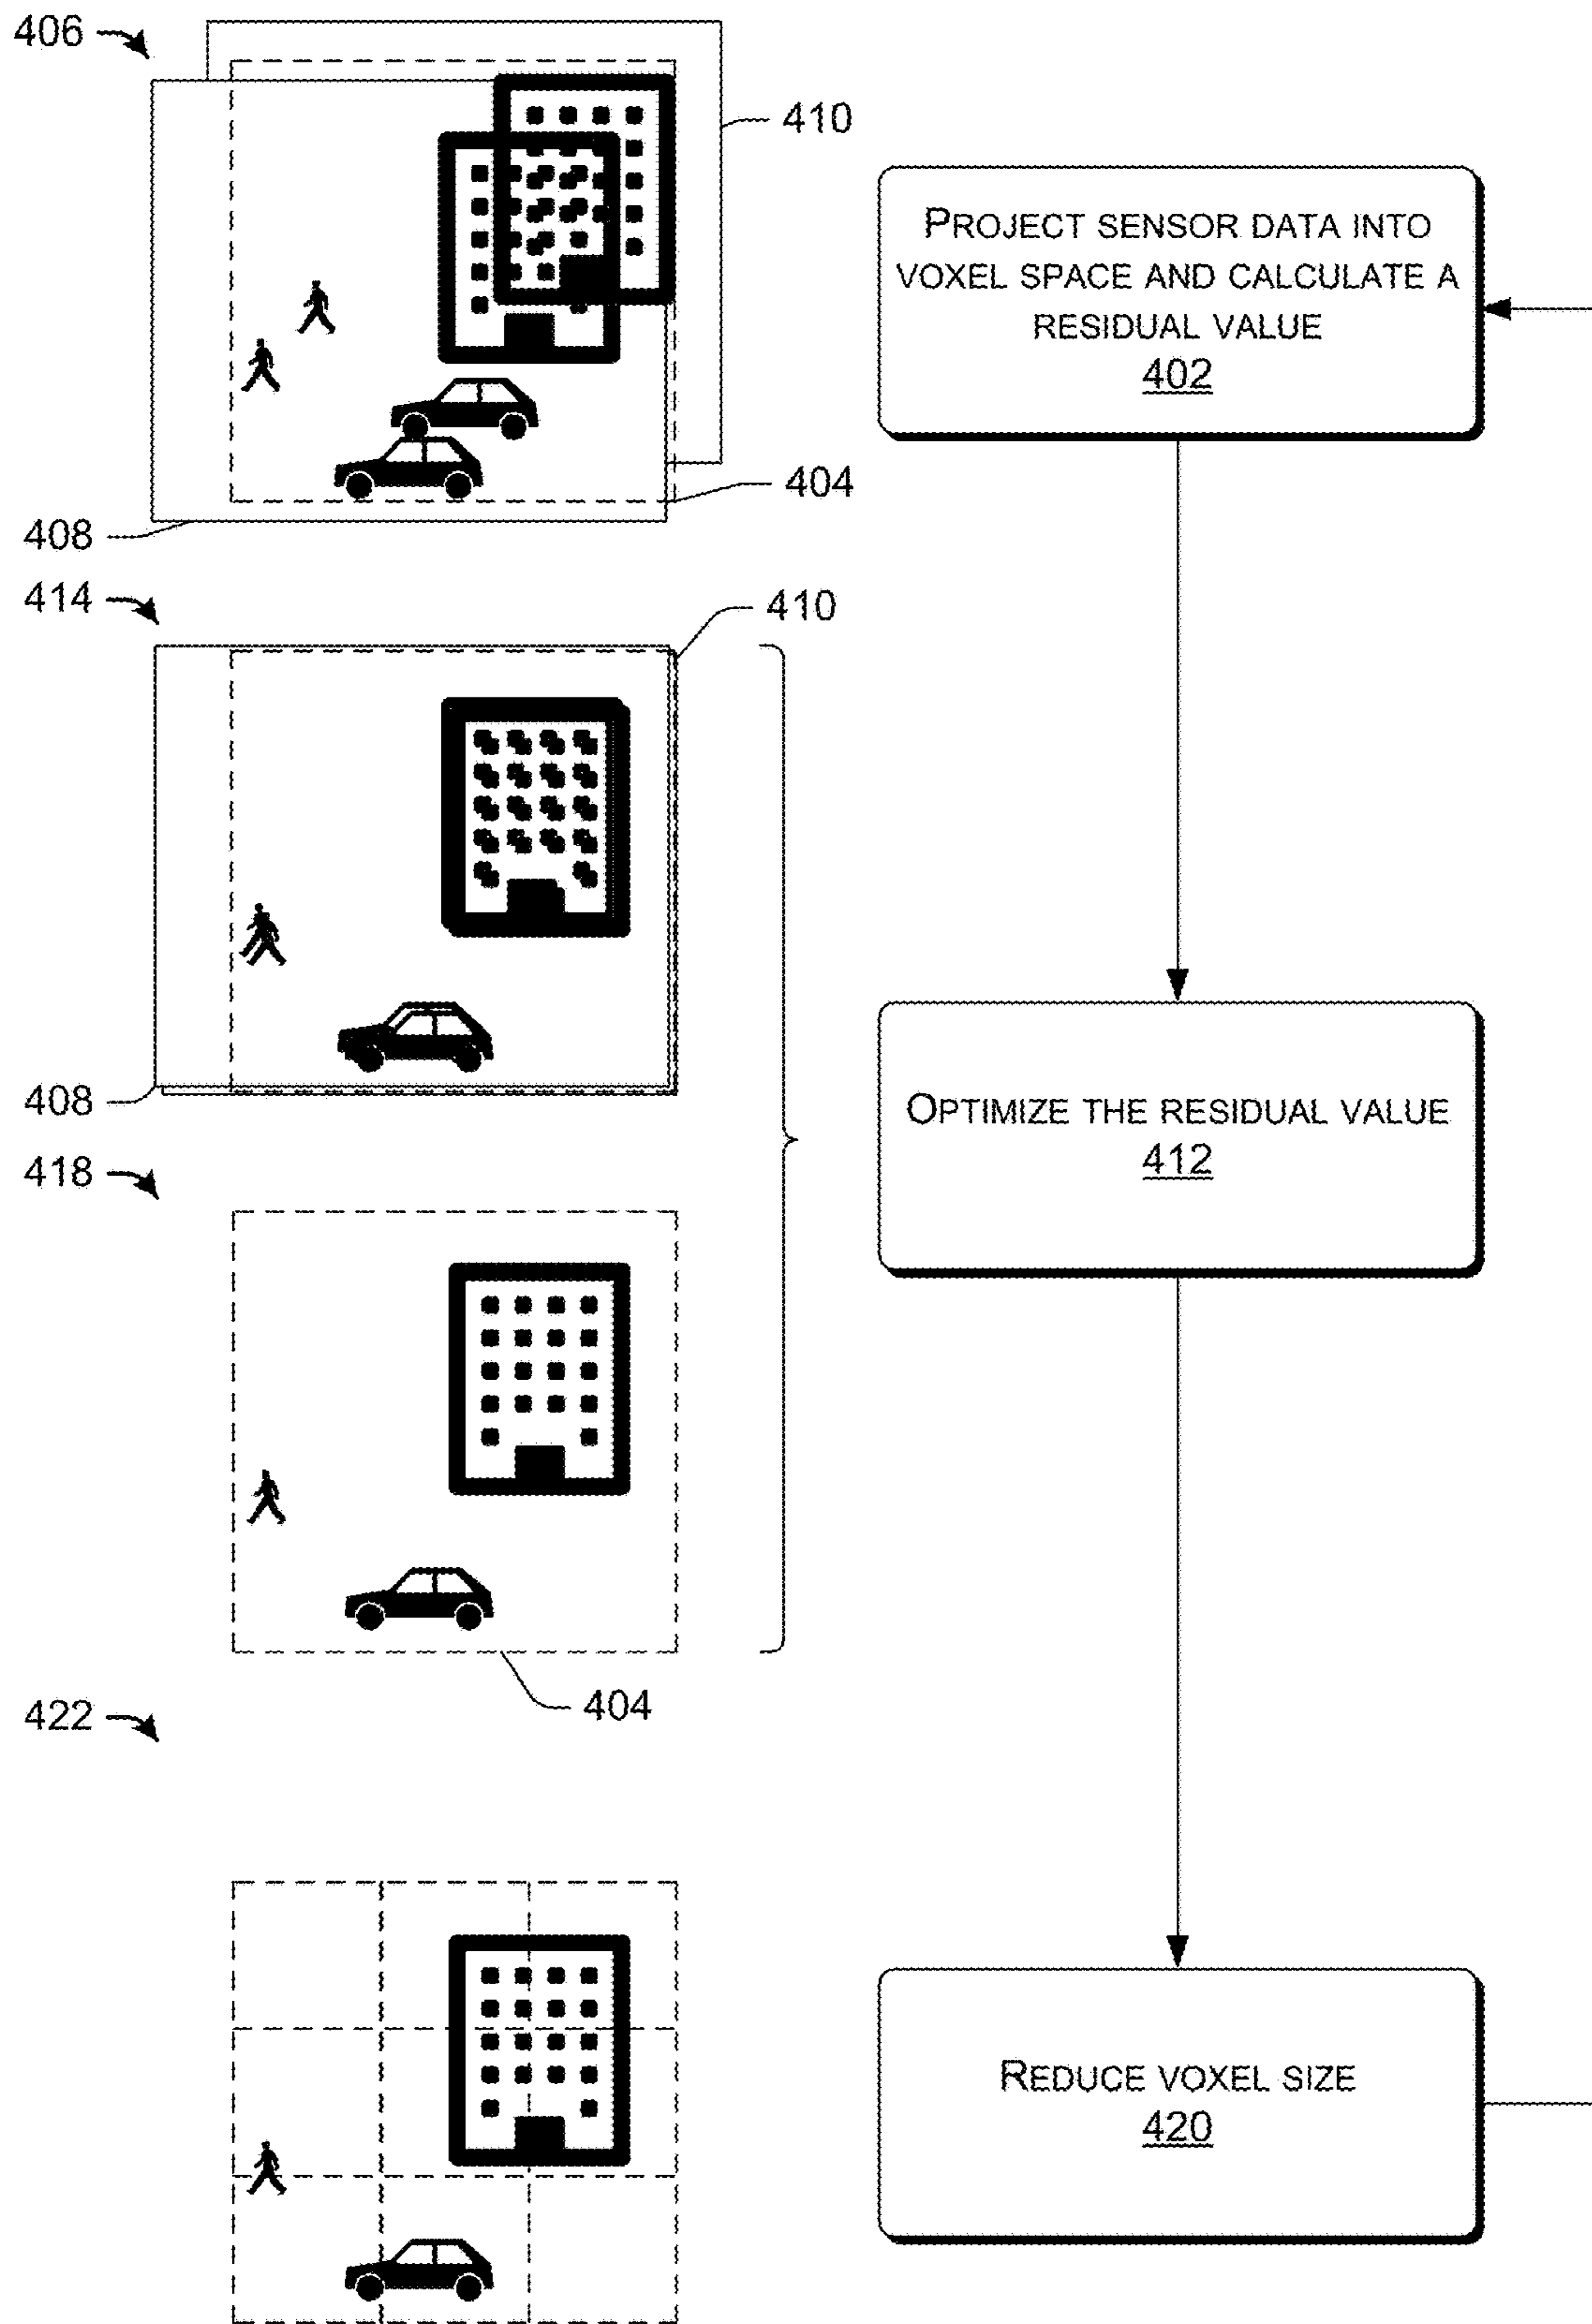 406
410
PROJECT SENSOR DATA INTO
VOXEL SPACE AND CALCULATE A
RESIDUAL VALUE
402
404
408
414
410
408
OPTIMIZE THE RESIDUAL VALUE
412
418
404
422
REDUCE VOXEL SIZE
420